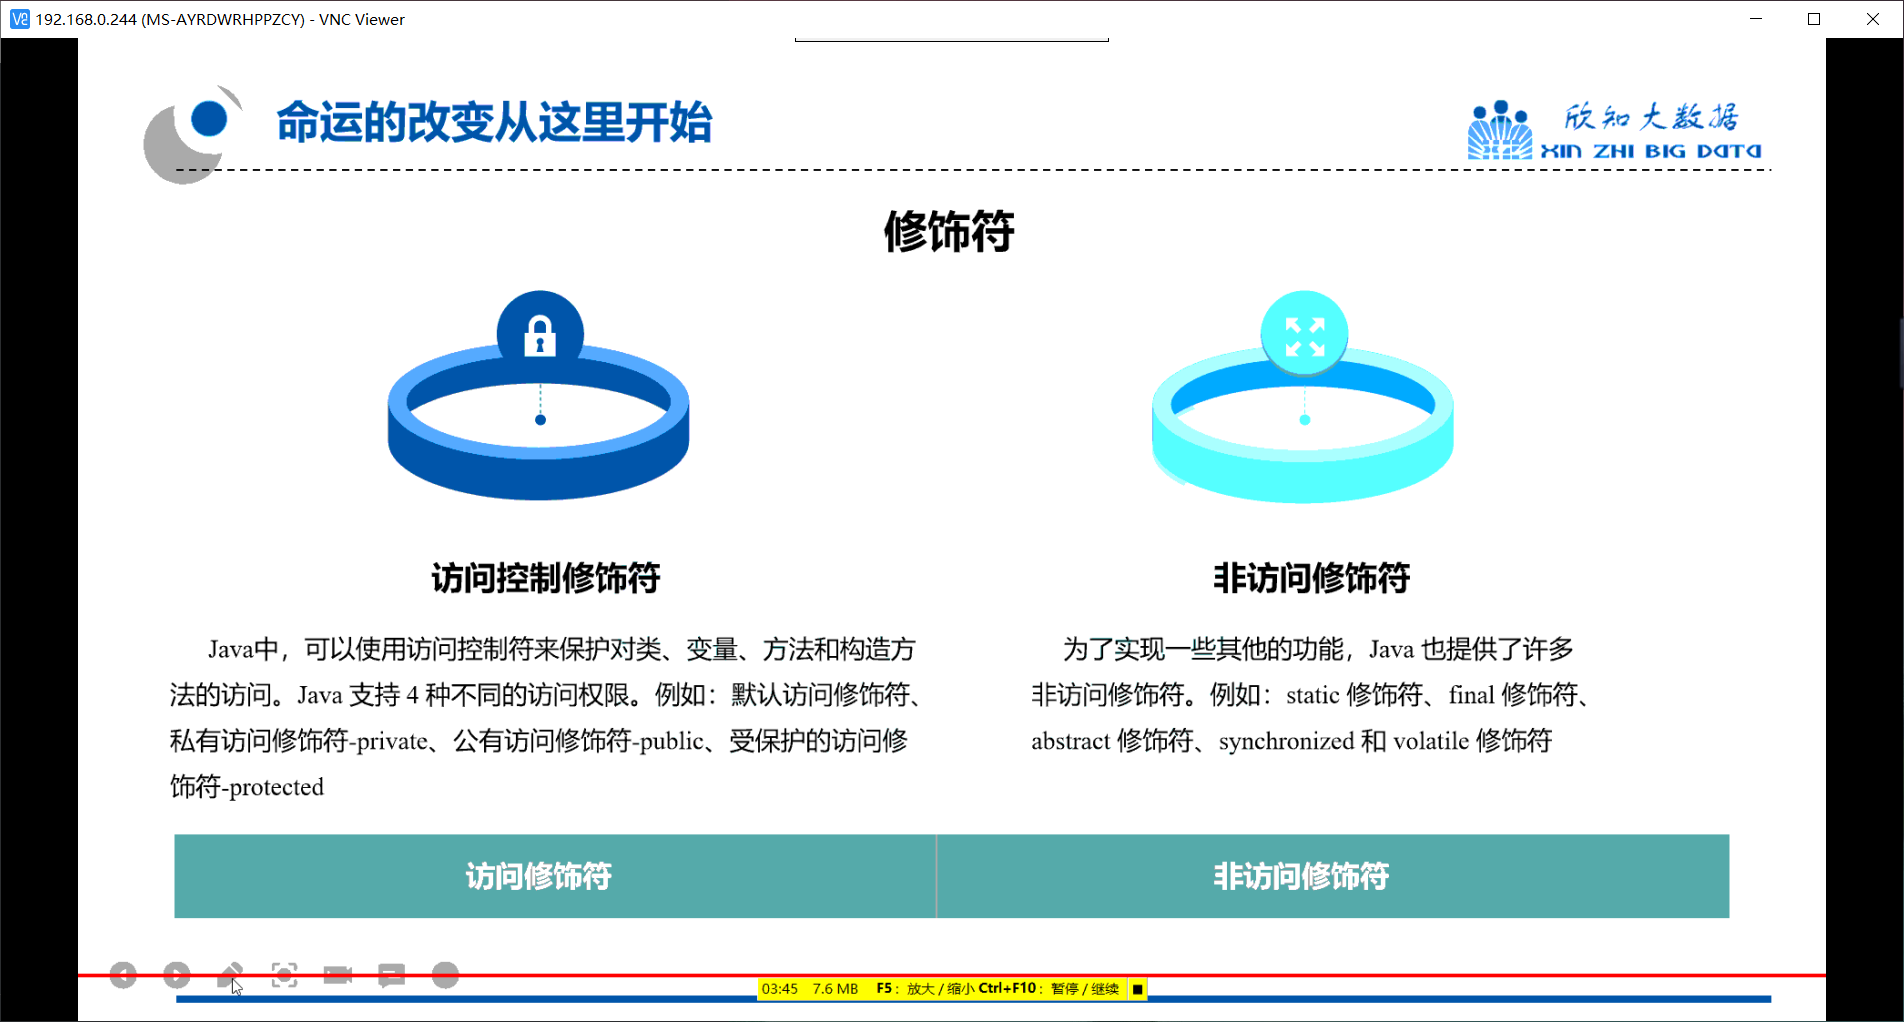 192.168.0.244 (MS-AYRDWRHPPZCY) - VNC Viewer
命运的改变从这里开始
欣知大数据
XIN ZHI BIG DATA
修饰符
访问控制修饰符
Java中，可以使用访问控制符来保护对类、变量、方法和构造方
法的访问。Java 支持 4 种不同的访问权限。例如：默认访问修饰符、
私有访问修饰符-private、公有访问修饰符-public、受保护的访问修
饰符-protected
非访问修饰符
为了实现一些其他的功能，Java 也提供了许多
非访问修饰符。例如：static 修饰符、final 修饰符、
abstract 修饰符、synchronized 和 volatile 修饰符
访问修饰符
非访问修饰符
03:45 7.6 MB F5：放大 / 缩小 Ctrl+F10：暂停 / 继续